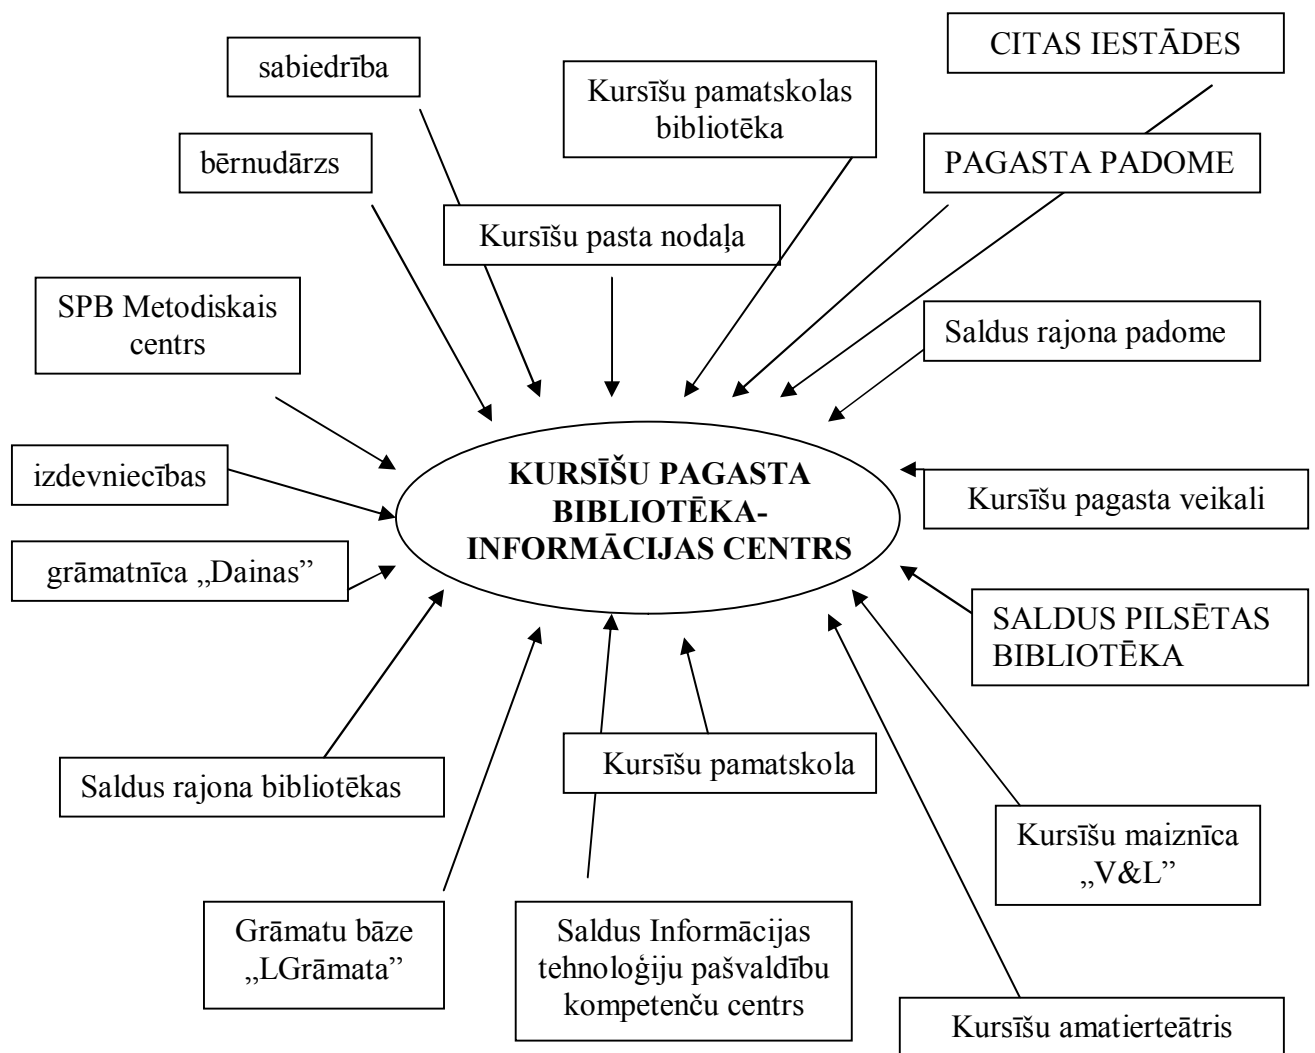 CITAS IESTĀDES
sabiedrība
Kursīšu pamatskolas
bibliotēka
bērnudārzs
PAGASTA PADOME
Kursīšu pasta nodaļa
SPB Metodiskais
centrs
Saldus rajona padome
izdevniecības
KURSĪŠU PAGASTA
BIBLIOTĒKA-
INFORMĀCIJAS CENTRS
Kursīšu pagasta veikali
grāmatnīca „Dainas”
SALDUS PILSĒTAS
BIBLIOTĒKA
Saldus rajona bibliotēkas
Kursīšu pamatskola
Kursīšu maiznīca
„V&L”
Grāmatu bāze
„LGrāmata”
Saldus Informācijas
tehnoloģiju pašvaldību
kompetenču centrs
Kursīšu amatierteātris